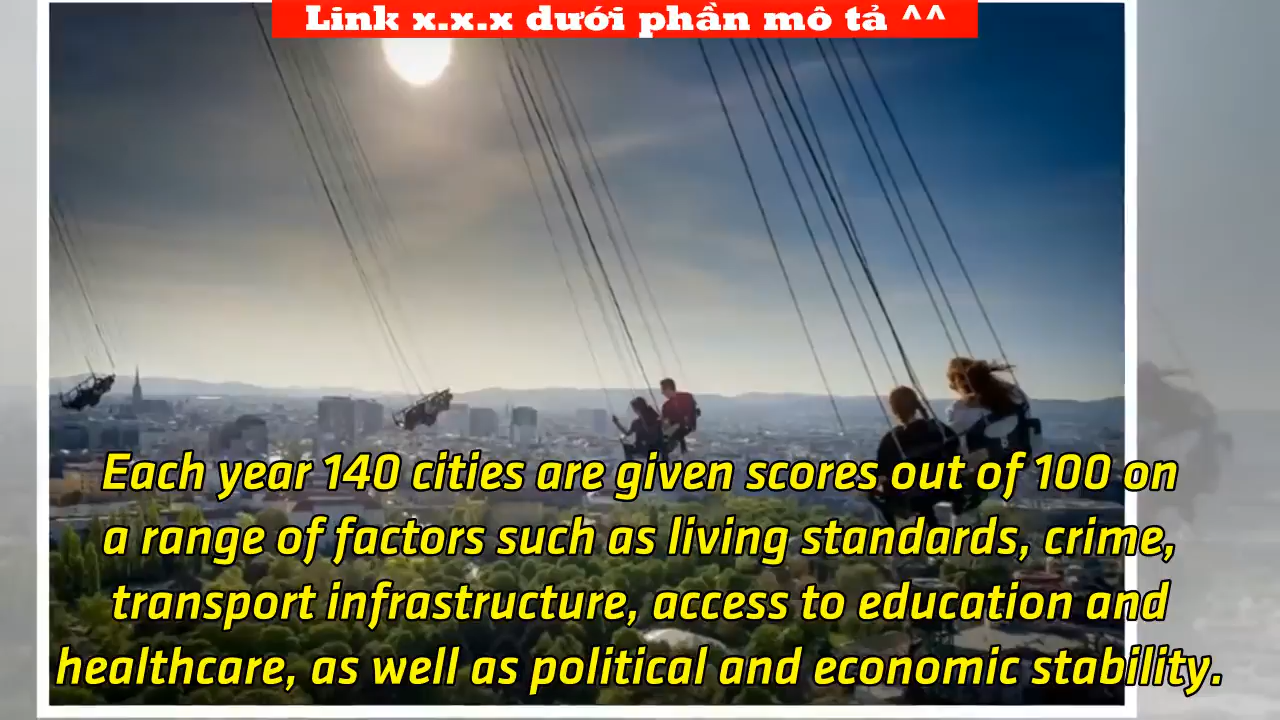 Link x.x.x dưới phần mô tả ^^
Each year 140 cities are given scores out of 100 on
a range of factors such as living standards, crime,
transport infrastructure, access to education and
healthcare, as well as political and economic stability.